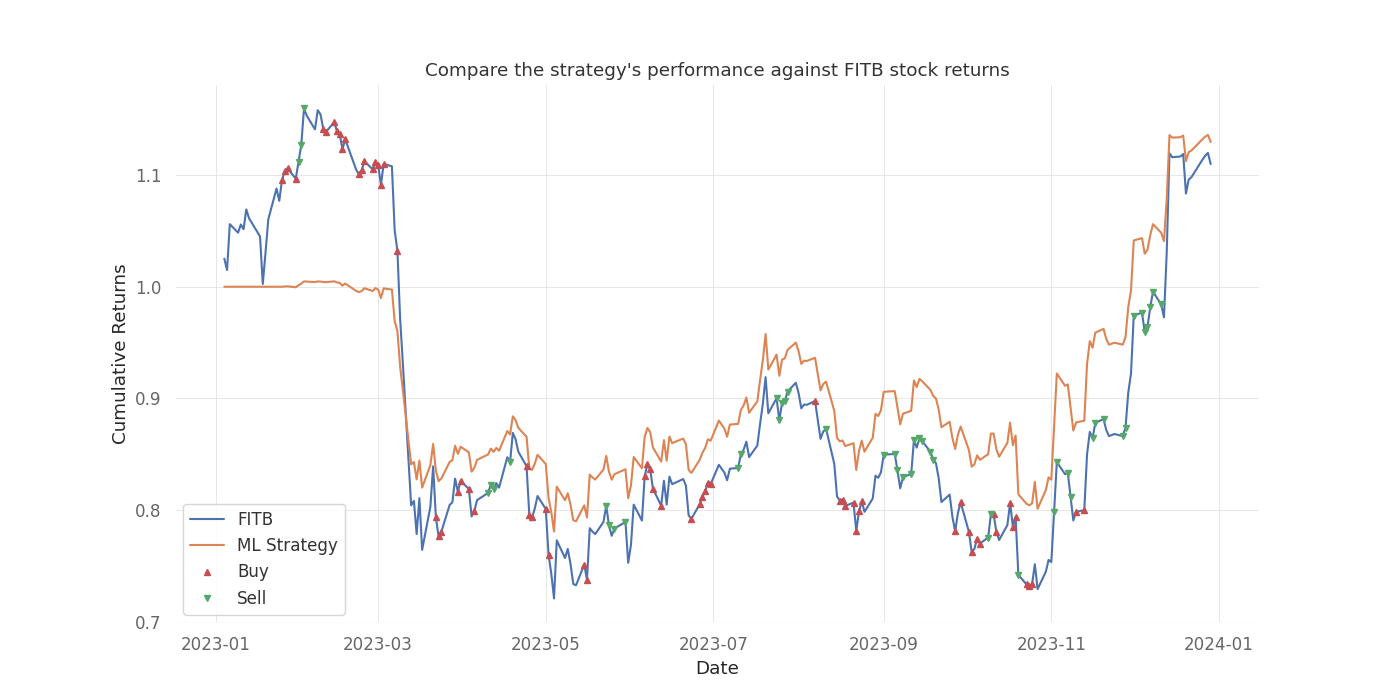 Compare the strategy's performance against FITB stock returns
Cumulative Returns
1.1
1.0
0.9
0.8
0.7
FITB
ML Strategy
Buy
Sell
2023-01 2023-03 2023-05 2023-07 2023-09 2023-11 2024-01
Date